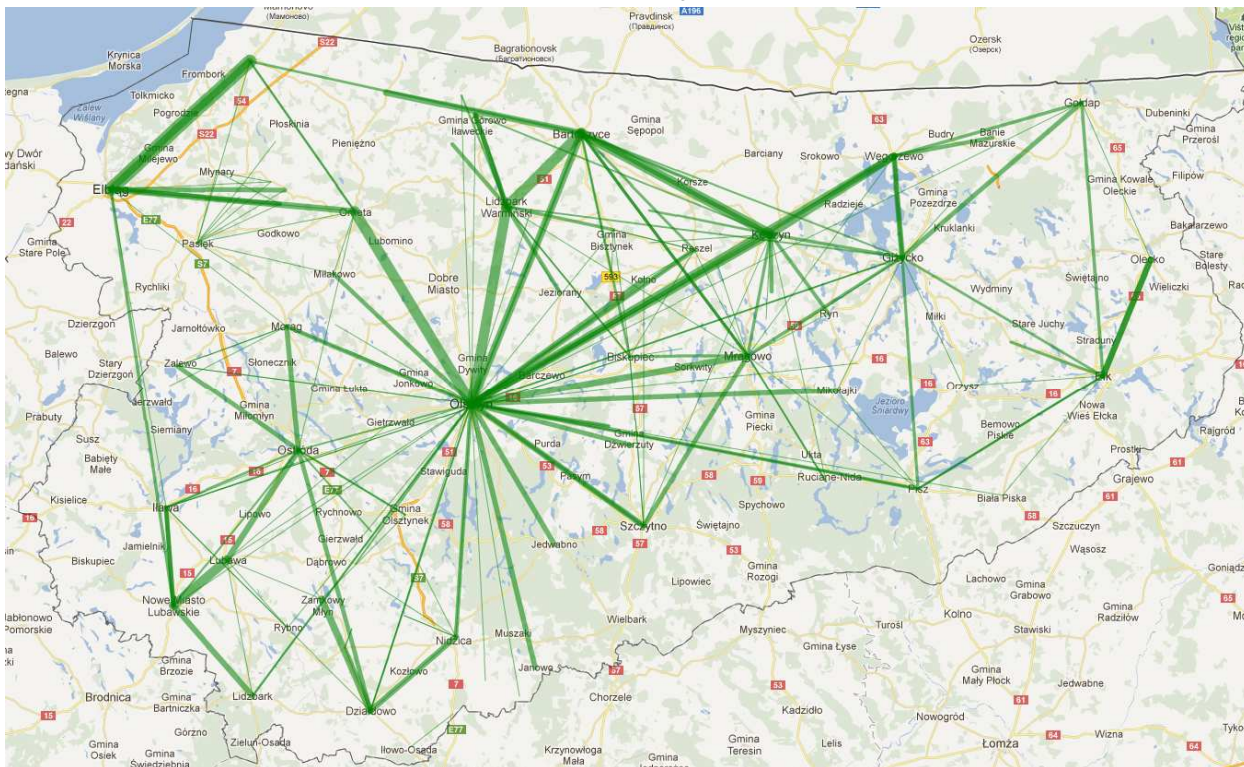 Mamonovo
(Мамоново)
Pravdinsk
(Правдинск)
A196
Ozersk
(Озерск)
S22
Krynica
Morska
Bagrationovsk
(Багратионовск)
Frombork
Tolkmicko
54
Zalew
Wiślany
Pogrodzie
Płoskinia
S22
Gmina
Milejewo
Młynary
Pieniężno
Gmina Górowo
Iławeckie
Gmina
Sępopol
63
Gołdap
Dubeninki
Gmina
Przerośl
Budry
Banie
Mazurskie
65
Barciany
Srokowo
Węgorzewo
Filipów
Elbląg
E77
22
51
Korsze
Radzieje
Gmina
Pozezdrze
Gmina Kowale
Oleckie
Lidzbark
Warmiński
Orneta
Godkowo
Lubomino
Pasłęk
S7
Gmina
Stare Pole
Gmina
Bisztynek
Reszel
Kętrzyn
Kruklanki
Bakałarzewo
Stare
Bolesty
Giżycko
Olecko
Wieliczki
Świętajno
Dobre
Miasto
Miłakowo
Rychliki
593
Kolno
57
Jeziorany
Wydminy
Dzierzgoń
Jarnołtówko
Morąg
Ryn
Miłki
Stare Juchy
Straduny
65
Balewo
Stary
Dzierzgoń
Zalewo
Słonecznik
7
Gmina
Dywity
Biskupiec
Mrągowo
Sorkwity
Barczewo
16
Gmina
Jonkowo
Gmina Łukta
Mikołajki
Orzysz
16
Ełk
Prabuty
Jerzwałd
Gmina
Miłomłyn
Siemiany
Olsztyn
16
57
Jezioro
Śniardwy
Gmina
Piecki
Nowa
Wieś Ełcka
Bemowo
Piskie
Rajgród
Susz
Babięty
Małe
Gietrzwałd
Gmina
Dźwierzuty
Purda
Ostróda
51
63
Prostki
61
Stawiguda
53
Pasym
58
59
Ukta
Ruciane-Nida
Pisz
Biała Piska
Grajewo
61
16
7
E77
Kisielice
16
Iława
Lipowo
Rychnowo
Gmina
Olsztynek
58
Spychowo
58
Szczuczyn
Szczytno
Świętajno
57
58
53
Jamielnik
15
Gierzwałd
Jedwabno
Biskupiec
Lubawa
Dąbrowo
S7
Gmina
Rozogi
Wąsosz
15
Lipowiec
Lachowo
Gmina
Grabowo
Nowe Miasto
Lubawskie
Zamkowy
Młyn
Wielbark
Kolno
65
Gmina
Radziłów
Rybno
Nidzica
Muszaki
Myszyniec
Turośl
Stawiski
Gmina
Brzozie
Kozłowo
Janowo
Gmina Łyse
57
53
Gmina
Mały Płock
Jedwabne
Brodnica
Gmina
Bartniczka
Lidzbark
7
Chorzele
61
15
Działdowo
Kadzidło
Nowogród
Górzno
Zieluń-Osada
E77
Iłowo-Osada
Krzynowłoga
Mała
Gmina
Teresin
Lelis
Łomża
64
Wizna
64
Gmina
Osiek
Gmina
Świedziebnia